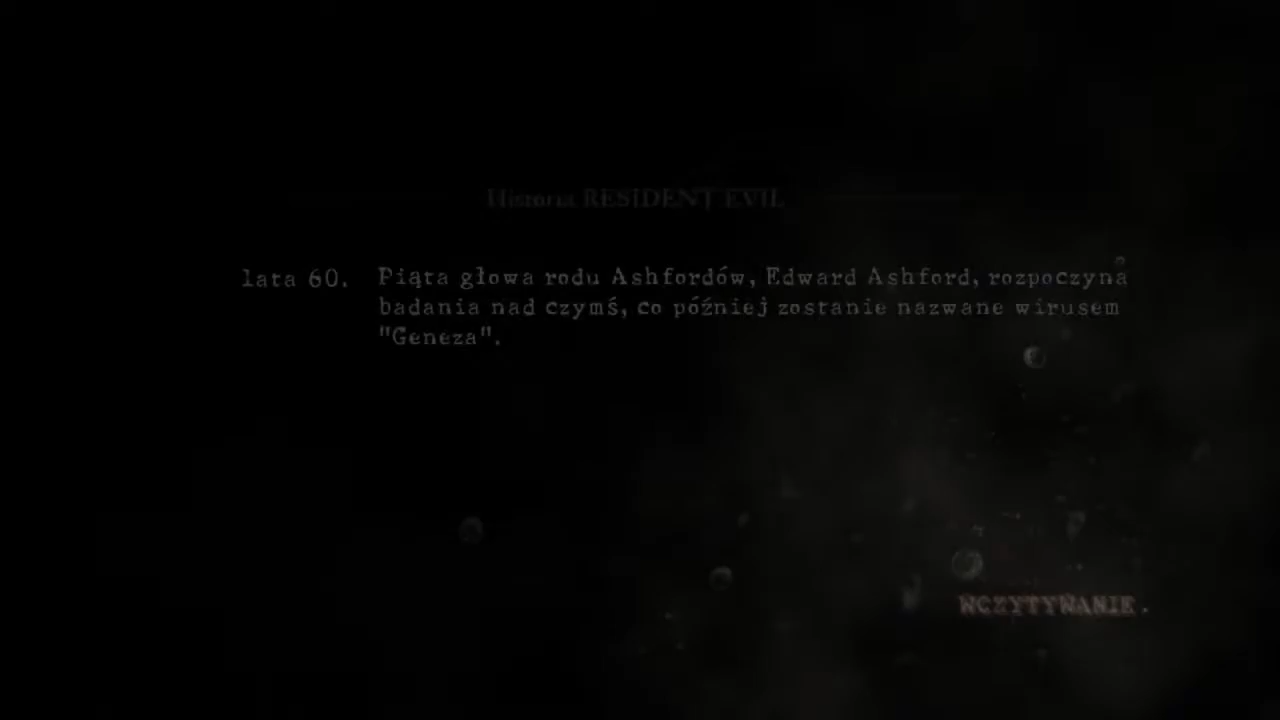 Historia RESIDENT EVIL
lata 60. Piąta głowa rodu Ashfordów, Edward Ashford, rozpoczyna
badania nad czymś, co później zostanie nazwane wirusem
"Geneza".
WCZYTYWANIE.